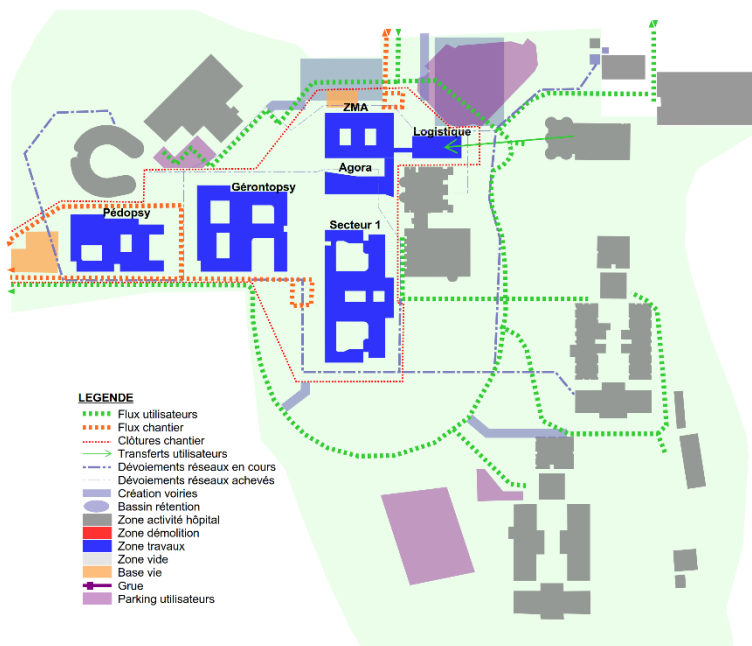 ZMA
Logistique
Agora
Gérontopsy
Pédopsy
Secteur 1
LEGENDE
Flux utilisateurs
Flux chantier
Clôtures chantier
Transferts utilisateurs
Dévoiements réseaux en cours
Dévoiements réseaux achevés
Création voiries
Bassin rétention
Zone activité hôpital
Zone démolition
Zone travaux
Zone vide
Base vie
Grue
Parking utilisateurs